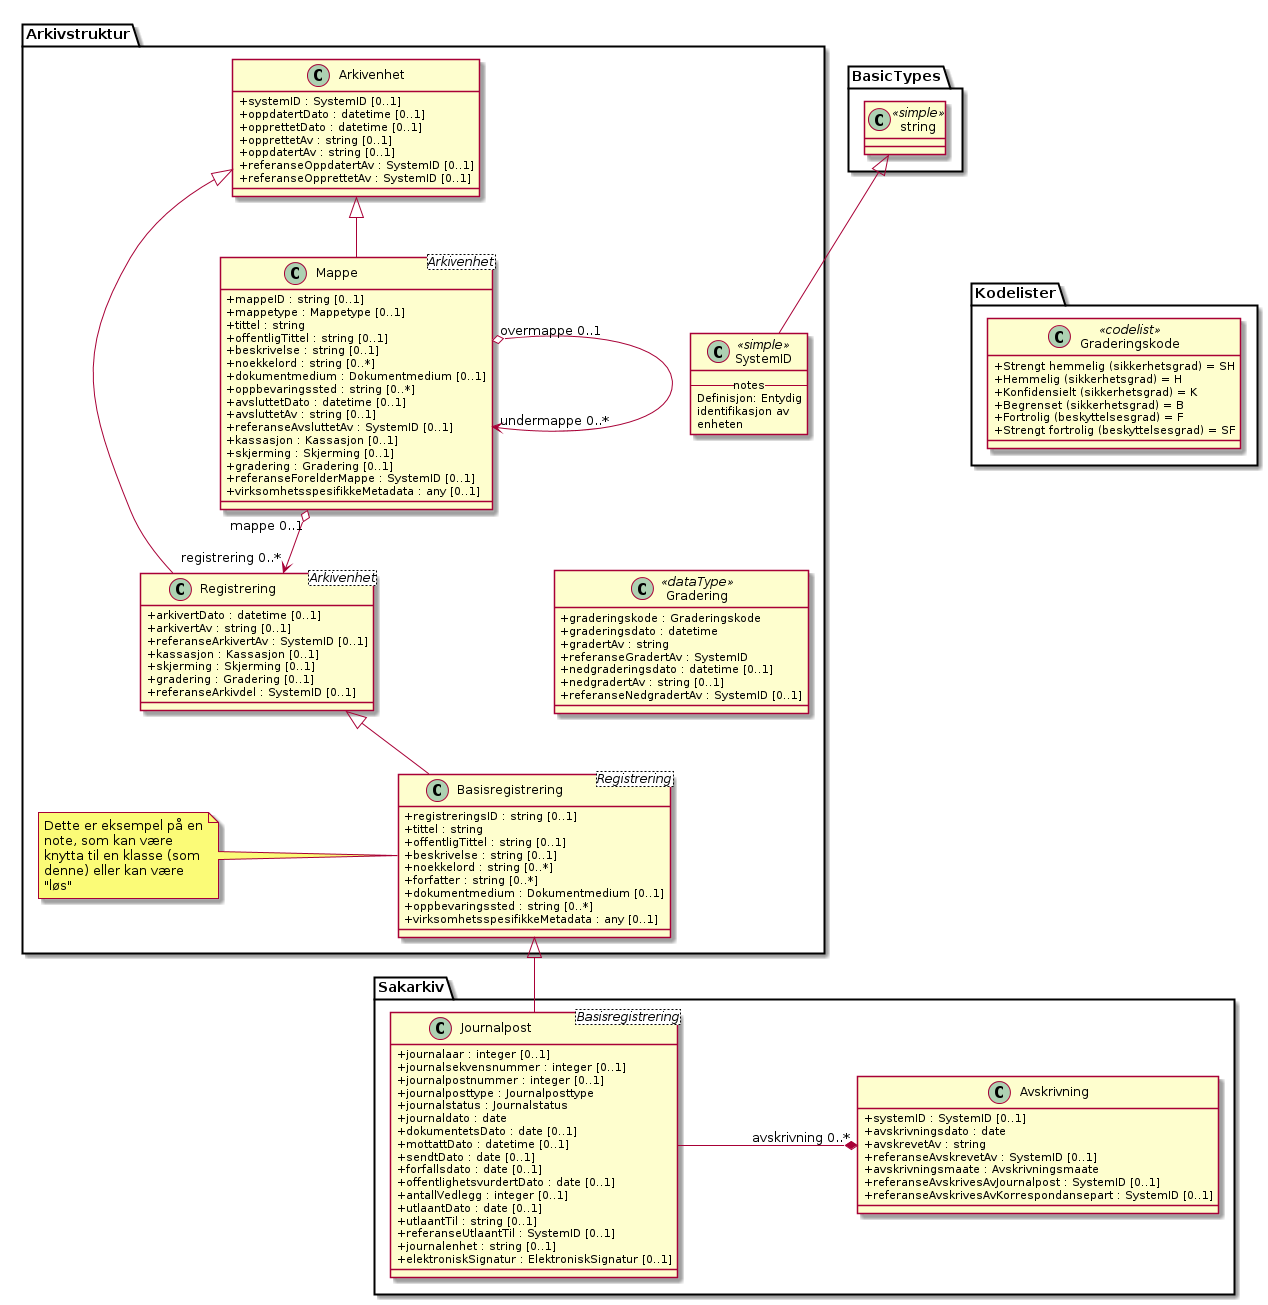 Arkivstruktur
Arkivenhet
+systemID : SystemID [0..1]
+oppdatertDato : datetime [0..1]
+opprettetDato : datetime [0..1]
+opprettetAv : string [0..1]
+oppdatertAv : string [0..1]
+referanseOppdatertAv : SystemID [0..1]
+referanseOpprettetAv : SystemID [0..1]
BasicTypes
«simple»
string
Arkivenhet
Mappe
+mappeID : string [0..1]
+mappetype : Mappetype [0..1]
+tittel : string
+offentligTittel : string [0..1]
+beskrivelse : string [0..1]
+noekkelord : string [0..*]
+dokumentmedium : Dokumentmedium [0..1]
+oppbevaringssted : string [0..*]
+avsluttetDato : datetime [0..1]
+avsluttetAv : string [0..1]
+referanseAvsluttetAv : SystemID [0..1]
+kassasjon : Kassasjon [0..1]
+skjerming : Skjerming [0..1]
+gradering : Gradering [0..1]
+referanseForelderMappe : SystemID [0..1]
+virksomhetsspesifikkeMetadata : any [0..1]
overmappe 0..1
undermappe 0..*
«simple»
SystemID
notes
Definisjon: Entydig
identifikasjon av
enheten
Kodelister
«codelist»
Graderingskode
+Strengt hemmelig (sikkerhetsgrad) = SH
+Hemmelig (sikkerhetsgrad) = H
+Konfidensielt (sikkerhetsgrad) = K
+Begrenset (sikkkerhetsgrad) = B
+Fortrolig (beskyttelsesgrad) = F
+Strengt fortrolig (beskyttelsesgrad) = SF
mappe 0..1
registrering 0..*
Arkivenhet
Registrering
+arkivertDato : datetime [0..1]
+arkivertAv : string [0..1]
+referanseArkivertAv : SystemID [0..1]
+kassasjon : Kassasjon [0..1]
+skjerming : Skjerming [0..1]
+gradering : Gradering [0..1]
+referanseArkivdel : SystemID [0..1]
«dataType»
Gradering
+graderingskode : Graderingskode
+graderingsdato : datetime
+gradertAv : string
+referanseGradertAv : SystemID
+nedgraderingsdato : datetime [0..1]
+nedgradertAv : string [0..1]
+referanseNedgradertAv : SystemID [0..1]
Registrering
Basisregistrering
+registreringsID : string [0..1]
+tittel : string
+offentligTittel : string [0..1]
+beskrivelse : string [0..1]
+noekkelord : string [0..*]
+forfatter : string [0..*]
+dokumentmedium : Dokumentmedium [0..1]
+oppbevaringssted : string [0..*]
+virksomhetsspesifikkeMetadata : any [0..1]
Dette er eksempel på en
note, som kan være
knytta til en klasse (som
denne) eller kan være
"løs"
Sakarkiv
Basisregistrering
Journalpost
+journalaar : integer [0..1]
+journalsekvensnummer : integer [0..1]
+journalpostnummer : integer [0..1]
+journalposttype : Journalposttype
+journalstatus : Journalstatus
+journaldato : date
+dokumentetsDato : date [0..1]
+mottattDato : datetime [0..1]
+sendtDato : date [0..1]
+forfallsdato : date [0..1]
+offentlighetsvurdertDato : date [0..1]
+antallVedlegg : integer [0..1]
+utlaantDato : date [0..1]
+utlaantTil : string [0..1]
+referanseUtlaantTil : SystemID [0..1]
+journalenhet : string [0..1]
+elektroniskSignatur : ElektroniskSignatur [0..1]
avskrivning 0..*
Avskrivning
+systemID : SystemID [0..1]
+avskrivningsdato : date
+avskrevetAv : string
+referanseAvskrevetAv : SystemID [0..1]
+avskrivningsmaate : Avskrivningsmaate
+referanseAvskrivesAvJournalpost : SystemID [0..1]
+referanseAvskrivesAvKorrespondansepart : SystemID [0..1]